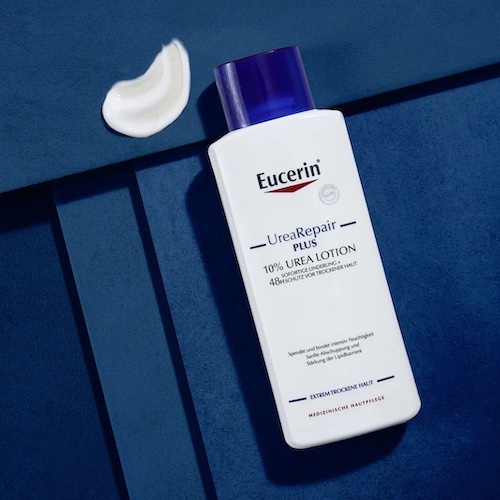 Eucerin®
UreaRepair
PLUS
10% UREA LOTION
SOFORTIGE LINDERUNG +
48H SCHUTZ VOR TROCKENER HAUT
Spendet und bindet intensiv Feuchtigkeit
Sanfte Abschuppung und
Stärkung der Lipidbarriere
EXTREM TROCKENE HAUT
MEDIZINISCHE HAUTPFLEGE